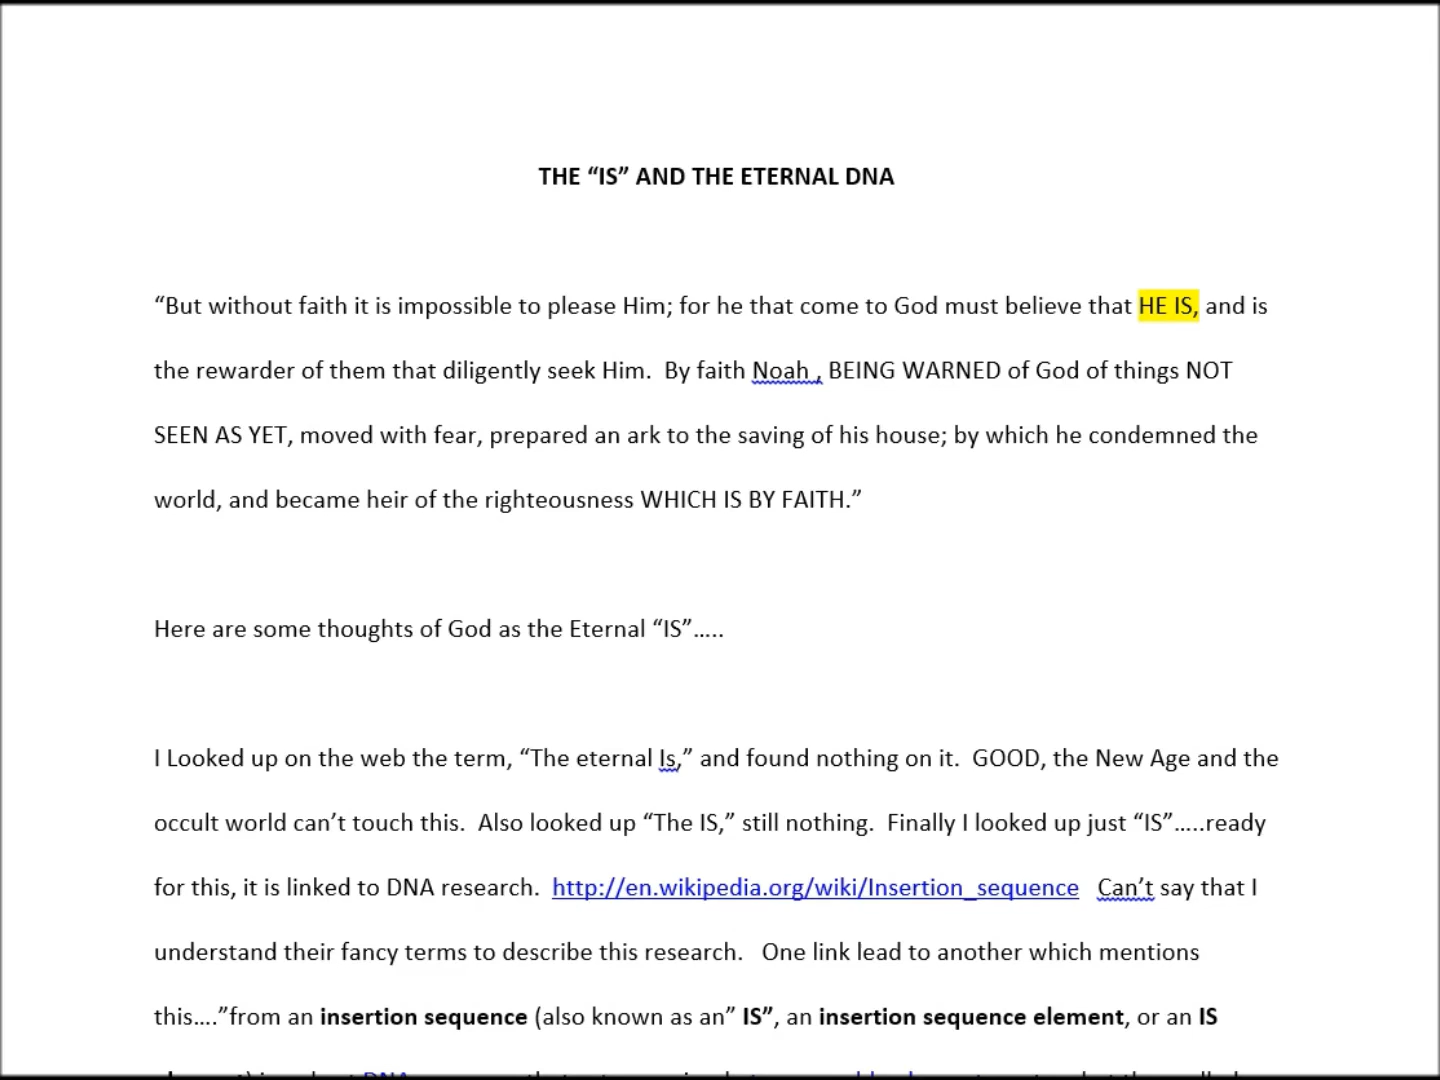 THE “IS” AND THE ETERNAL DNA
“But without faith it is impossible to please Him; for he that come to God must believe that HE IS, and is
the rewarder of them that diligently seek Him.  By faith Noah , BEING WARNED of God of things NOT
SEEN AS YET, moved with fear, prepared an ark to the saving of his house; by which he condemned the
world, and became heir of the righteousness WHICH IS BY FAITH.”
Here are some thoughts of God as the Eternal “IS”…..
I Looked up on the web the term, “The eternal Is,” and found nothing on it.  GOOD, the New Age and the
occult world can’t touch this.  Also looked up “The IS,” still nothing.  Finally I looked up just “IS”…..ready
for this, it is linked to DNA research.  http://en.wikipedia.org/wiki/Insertion_sequence   Can’t say that I
understand their fancy terms to describe this research.   One link lead to another which mentions
this….”from an insertion sequence (also known as an” IS”, an insertion sequence element, or an IS